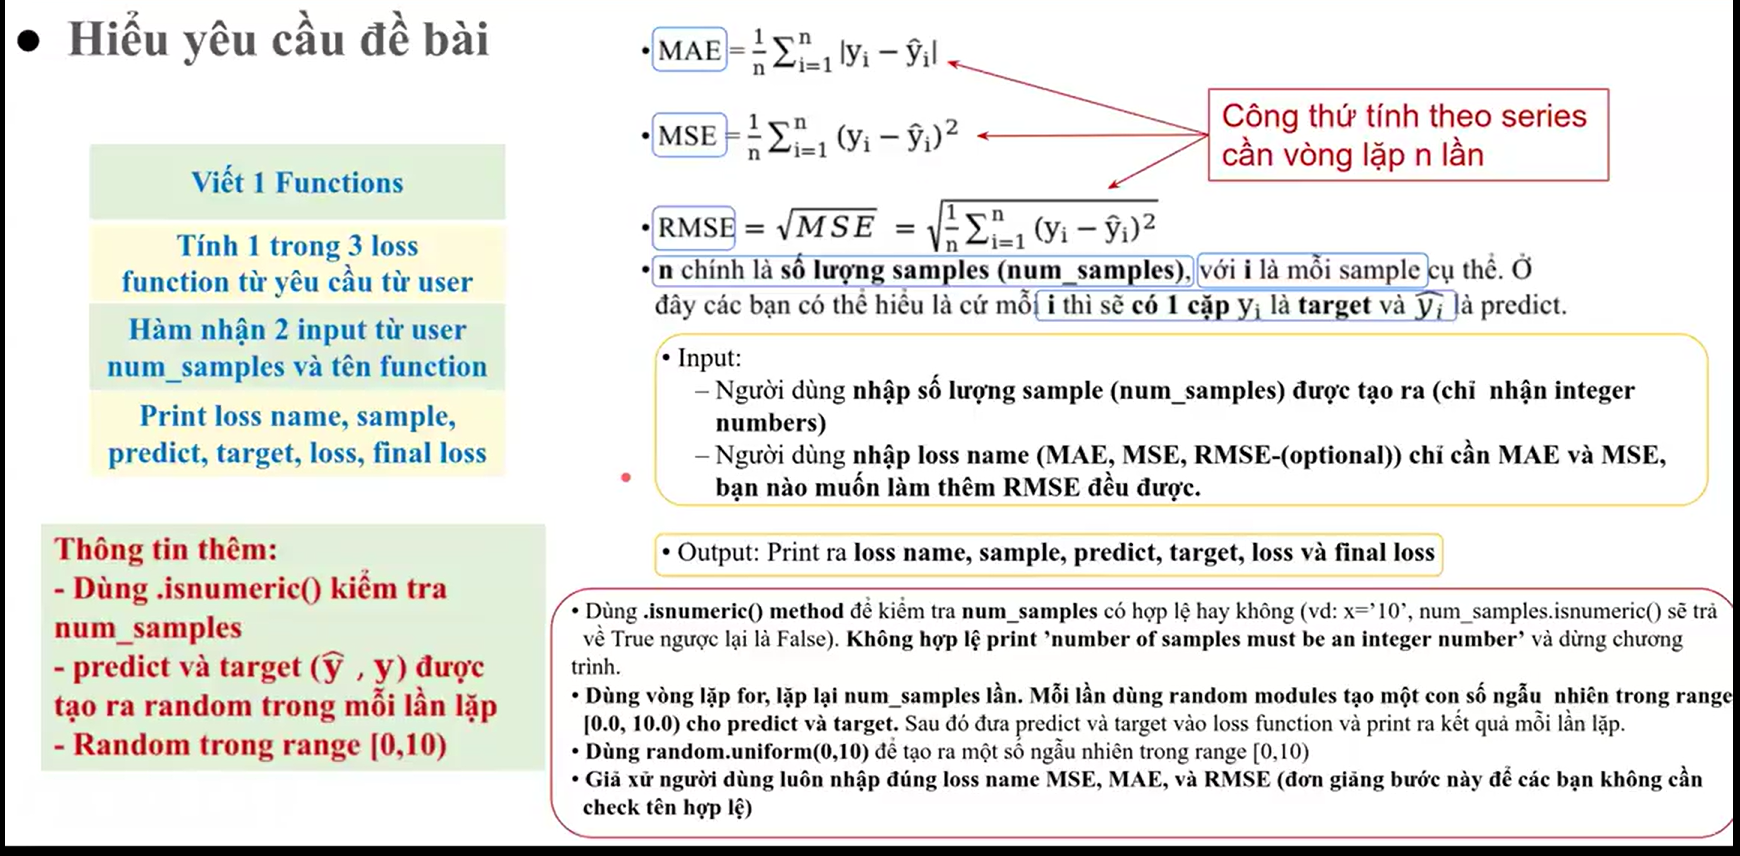 ● Hiểu yêu cầu đề bài
Viết 1 Functions
Tính 1 trong 3 loss
function từ yêu cầu từ user
Hàm nhận 2 input từ user
num_samples và tên function
Print loss name, sample,
predict, target, loss, final loss
Thông tin thêm:
- Dùng .isnumeric() kiểm tra
num_samples
- predict và target (ŷ , y) được
tạo ra random trong mỗi lần lặp
- Random trong range [0,10)
• MAE = 1/n ∑ⁿᵢ₌₁ |yᵢ − ŷᵢ|
• MSE = 1/n ∑ⁿᵢ₌₁ (yᵢ − ŷᵢ)²
Công thứ tính theo series
cần vòng lặp n lần
• RMSE = √MSE = √(1/n ∑ⁿᵢ₌₁ (yᵢ − ŷᵢ)²)
• n chính là số lượng samples (num_samples), với i là mỗi sample cụ thể. Ở
đây các bạn có thể hiểu là cứ mỗi i thì sẽ có 1 cặp yᵢ là target và ŷᵢ là predict.
• Input:
– Người dùng nhập số lượng sample (num_samples) được tạo ra (chỉ nhận integer
numbers)
– Người dùng nhập loss name (MAE, MSE, RMSE-(optional)) chỉ cần MAE và MSE,
bạn nào muốn làm thêm RMSE đều được.
• Output: Print ra loss name, sample, predict, target, loss và final loss
• Dùng .isnumeric() method để kiểm tra num_samples có hợp lệ hay không (vd: x='10', num_samples.isnumeric() sẽ trả
về True ngược lại là False). Không hợp lệ print 'number of samples must be an integer number' và dừng chương
trình.
• Dùng vòng lặp for, lặp lại num_samples lần. Mỗi lần dùng random modules tạo một con số ngẫu nhiên trong range
[0.0, 10.0) cho predict và target. Sau đó đưa predict và target vào loss function và print ra kết quả mỗi lần lặp.
• Dùng random.uniform(0,10) để tạo ra một số ngẫu nhiên trong range [0,10)
• Giả xử người dùng luôn nhập đúng loss name MSE, MAE, và RMSE (đơn giảng bước này để các bạn không cần
check tên hợp lệ)